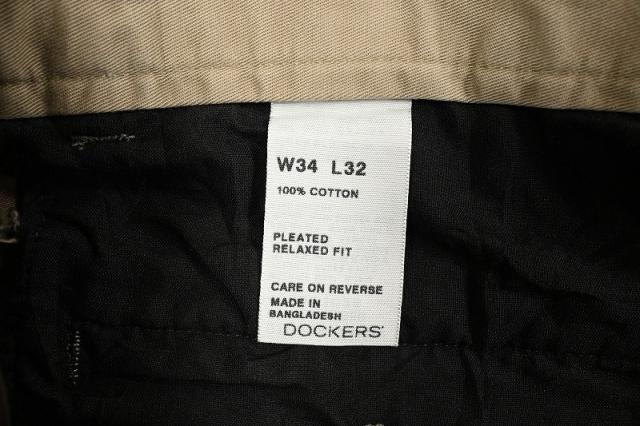 W34 L32
100% COTTON
PLEATED
RELAXED FIT
CARE ON REVERSE
MADE IN
BANGLADESH
DOCKERS®